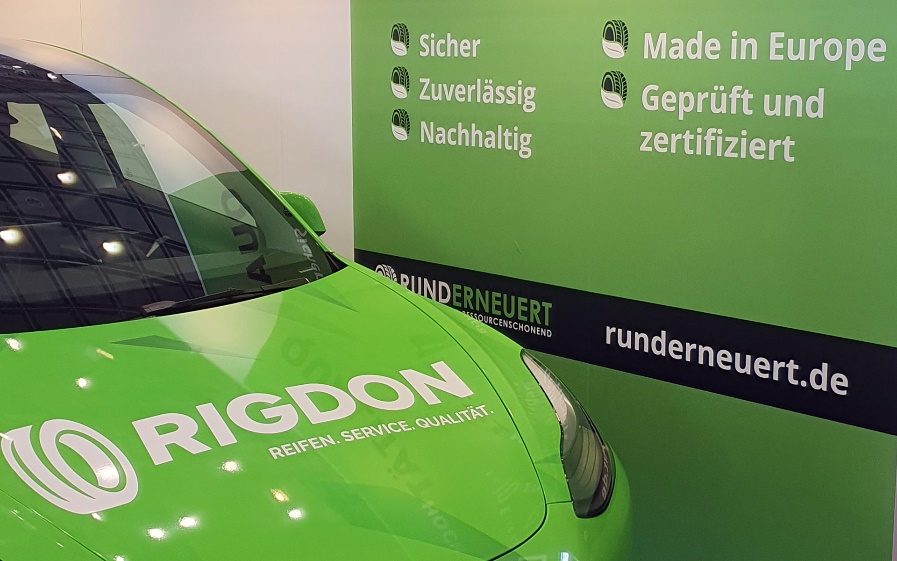 Sicher
Zuverlässig
Nachhaltig
Made in Europe
Geprüft und
zertifiziert
RUNDERNEUERT
RESSOURCENSCHONEND
runderneuert.de
RIGDON
REIFEN. SERVICE. QUALITÄT.